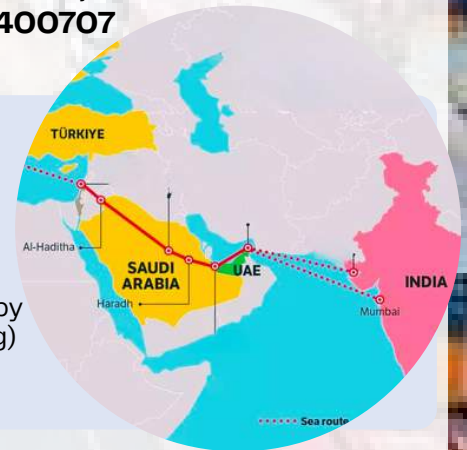 400707
TÜRKIYE
Al-Haditha
SAUDI
ARABIA
UAE
Haradh
INDIA
Mumbai
by
g)
Sea route